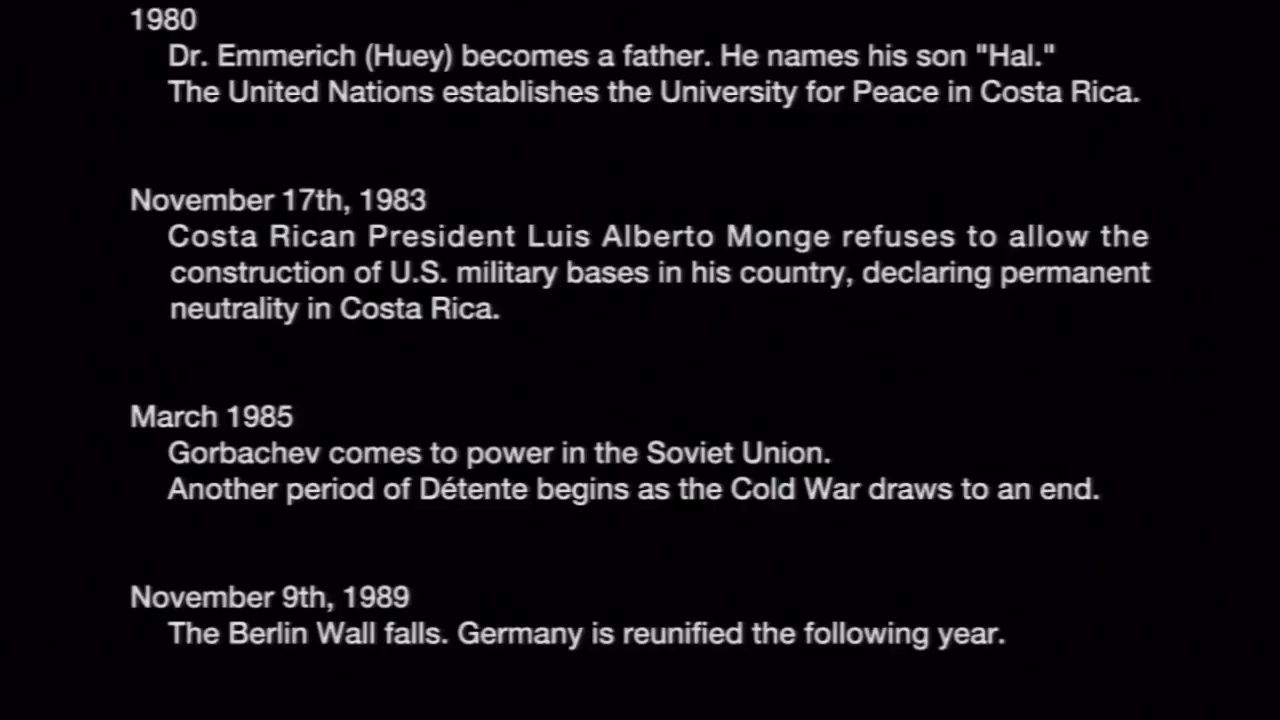 1980
Dr. Emmerich (Huey) becomes a father. He names his son "Hal."
The United Nations establishes the University for Peace in Costa Rica.
November 17th, 1983
Costa Rican President Luis Alberto Monge refuses to allow the
construction of U.S. military bases in his country, declaring permanent
neutrality in Costa Rica.
March 1985
Gorbachev comes to power in the Soviet Union.
Another period of Détente begins as the Cold War draws to an end.
November 9th, 1989
The Berlin Wall falls. Germany is reunified the following year.